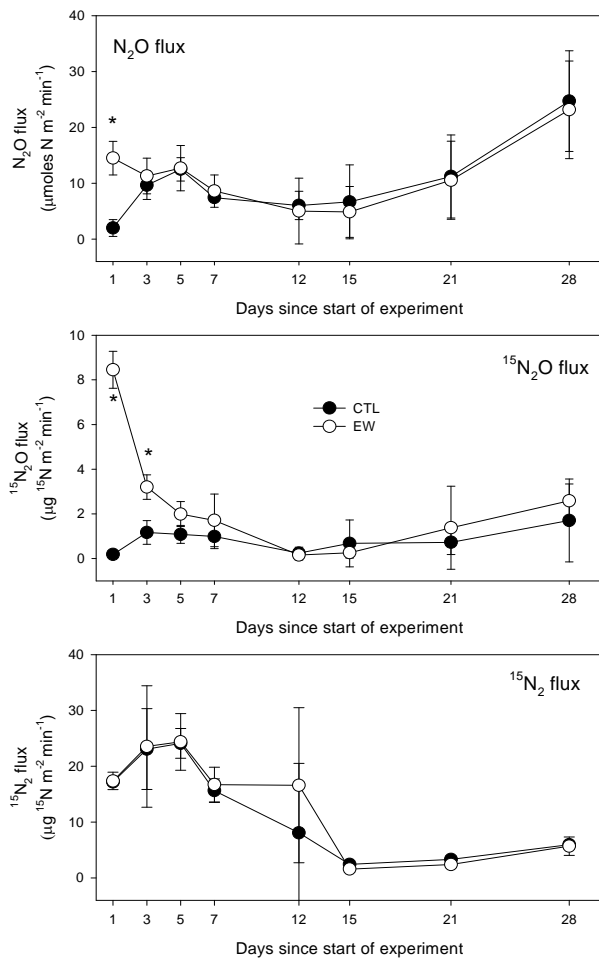 N₂O flux
N₂O flux
(μmoles N m⁻² min⁻¹)
40
30
20
10
0
*
1 3 5 7 12 15 21 28
Days since start of experiment
¹⁵N₂O flux
¹⁵N₂O flux
(μg ¹⁵N m⁻² min⁻¹)
10
8
6
4
2
0
*
*
CTL
EW
1 3 5 7 12 15 21 28
Days since start of experiment
¹⁵N₂ flux
¹⁵N₂ flux
(μg ¹⁵N m⁻² min⁻¹)
40
30
20
10
0
1 3 5 7 12 15 21 28
Days since start of experiment